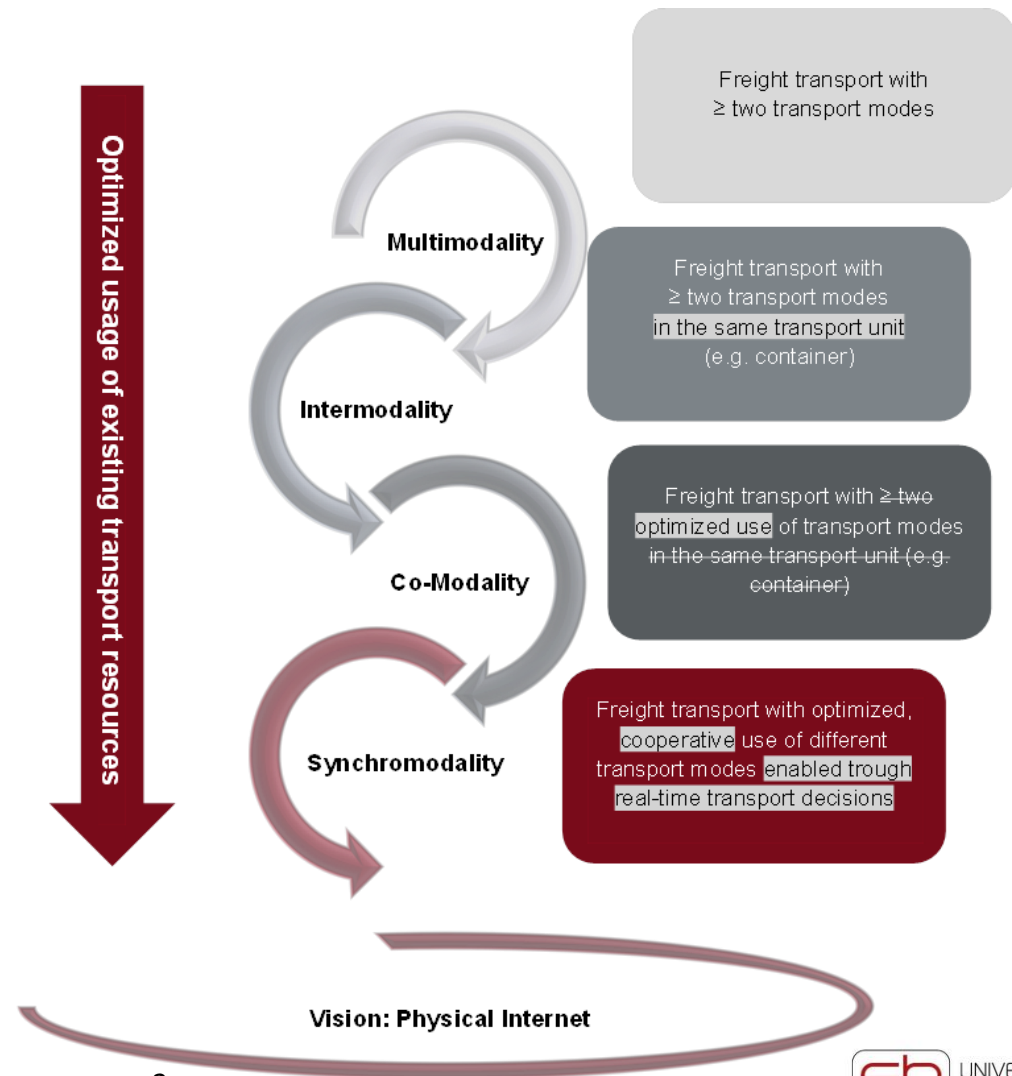 Freight transport with
≥ two transport modes
Optimized usage of existing transport resources
Multimodality
Freight transport with
≥ two transport modes
in the same transport unit
(e.g. container)
Intermodality
Freight transport with ≥ two
optimized use of transport modes
in the same transport unit (e.g.
container)
Co-Modality
Freight transport with optimized,
cooperative use of different
transport modes enabled trough
real-time transport decisions
Synchromodality
Vision: Physical Internet